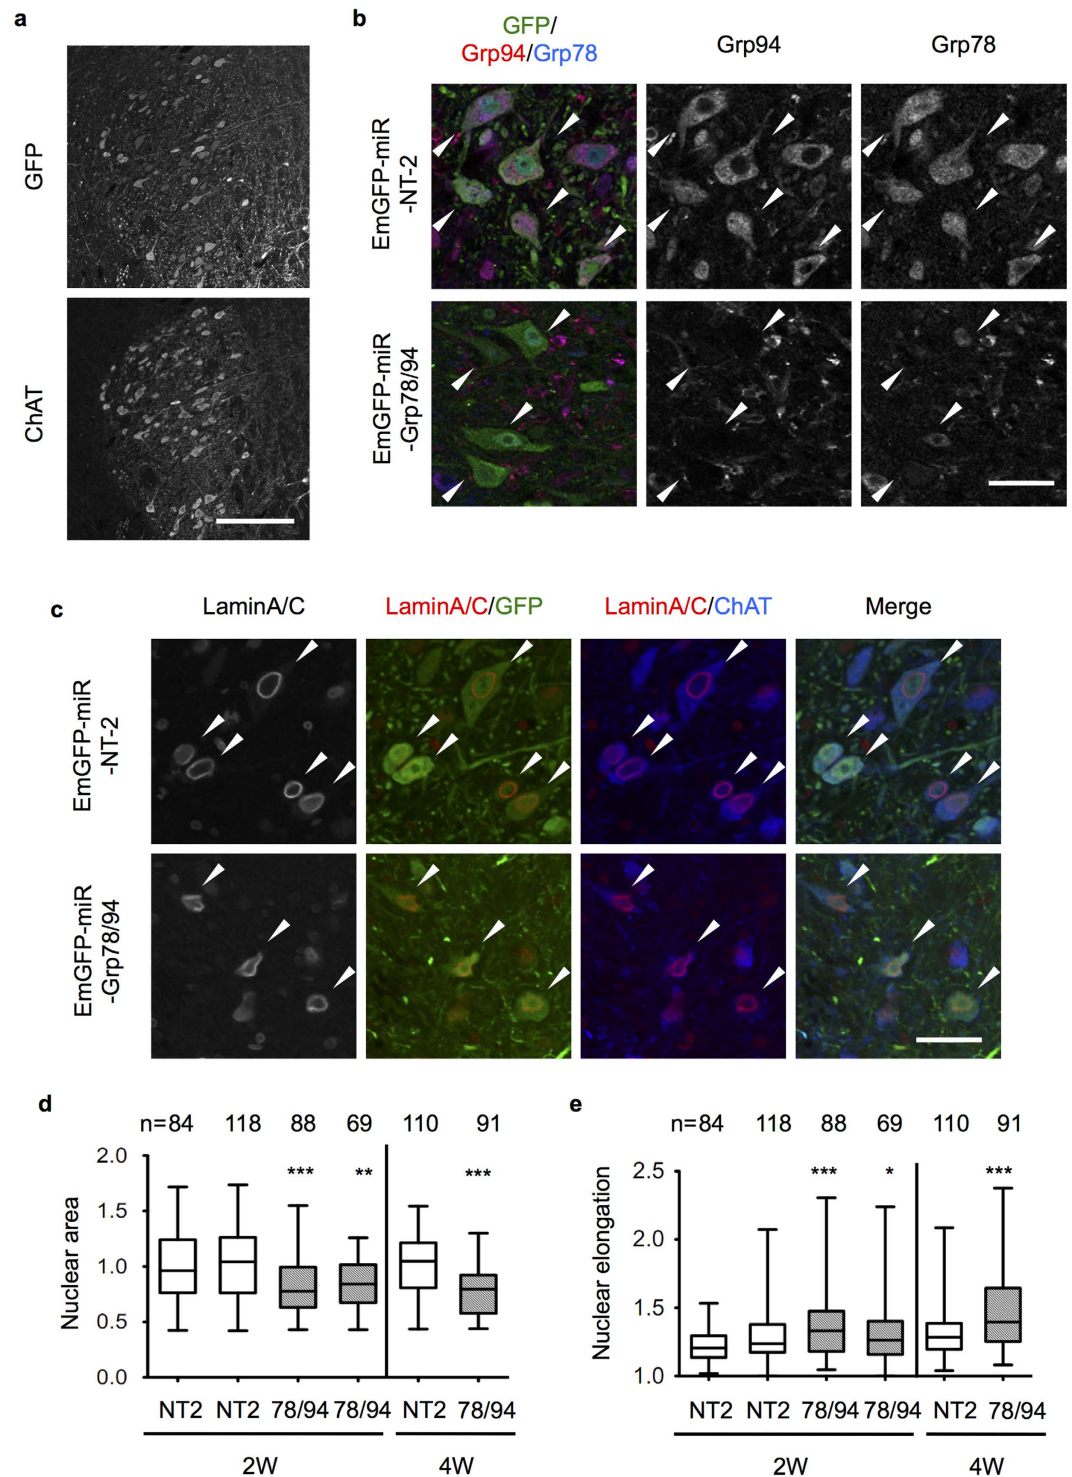 a
GFP
ChAT
b
GFP/
Grp94/Grp78
Grp94
Grp78
EmGFP-miR
-NT-2
EmGFP-miR
-Grp78/94
c
LaminA/C
LaminA/C/GFP
LaminA/C/ChAT
Merge
EmGFP-miR
-NT-2
EmGFP-miR
-Grp78/94
d
n=84 118 88 69 110 91
*** ** ***
Nuclear area
2.0
1.5
1.0
0.5
0.0
NT2 NT2 78/94 78/94 NT2 78/94
2W 4W
e
n=84 118 88 69 110 91
*** * ***
Nuclear elongation
2.5
2.0
1.5
1.0
NT2 NT2 78/94 78/94 NT2 78/94
2W 4W